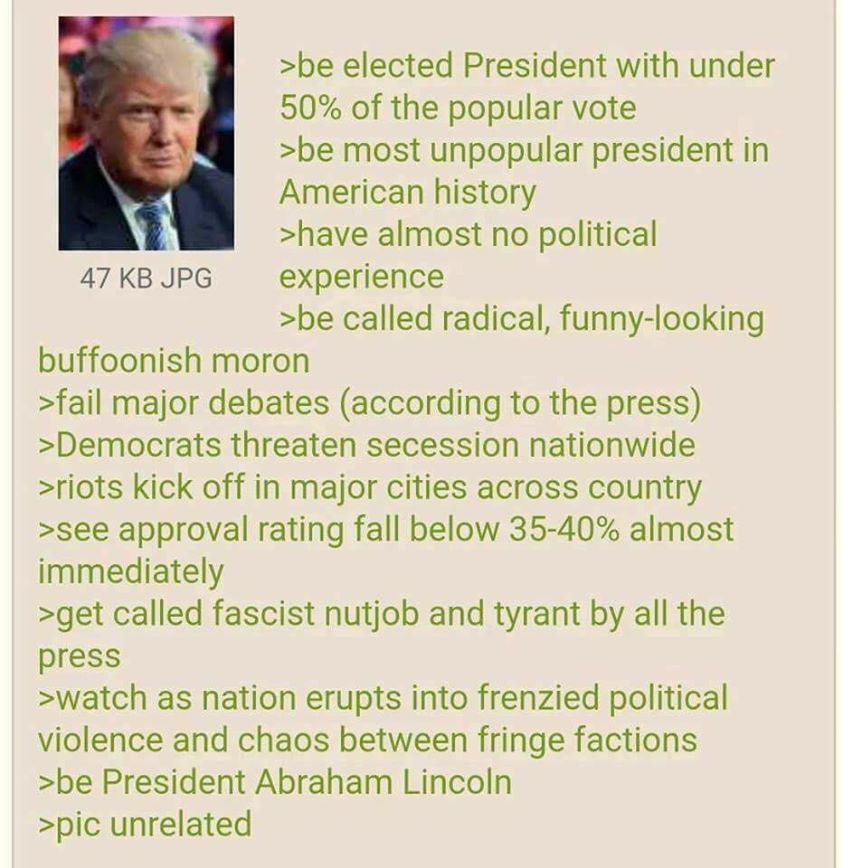 >be elected President with under
50% of the popular vote
>be most unpopular president in
American history
>have almost no political
47 KB JPG
experience
>be called radical, funny-looking
buffoonish moron
>fail major debates (according to the press)
>Democrats threaten secession nationwide
>riots kick off in major cities across country
>see approval rating fall below 35-40% almost
immediately
>get called fascist nutjob and tyrant by all the
press
>watch as nation erupts into frenzied political
violence and chaos between fringe factions
>be President Abraham Lincoln
>pic unrelated